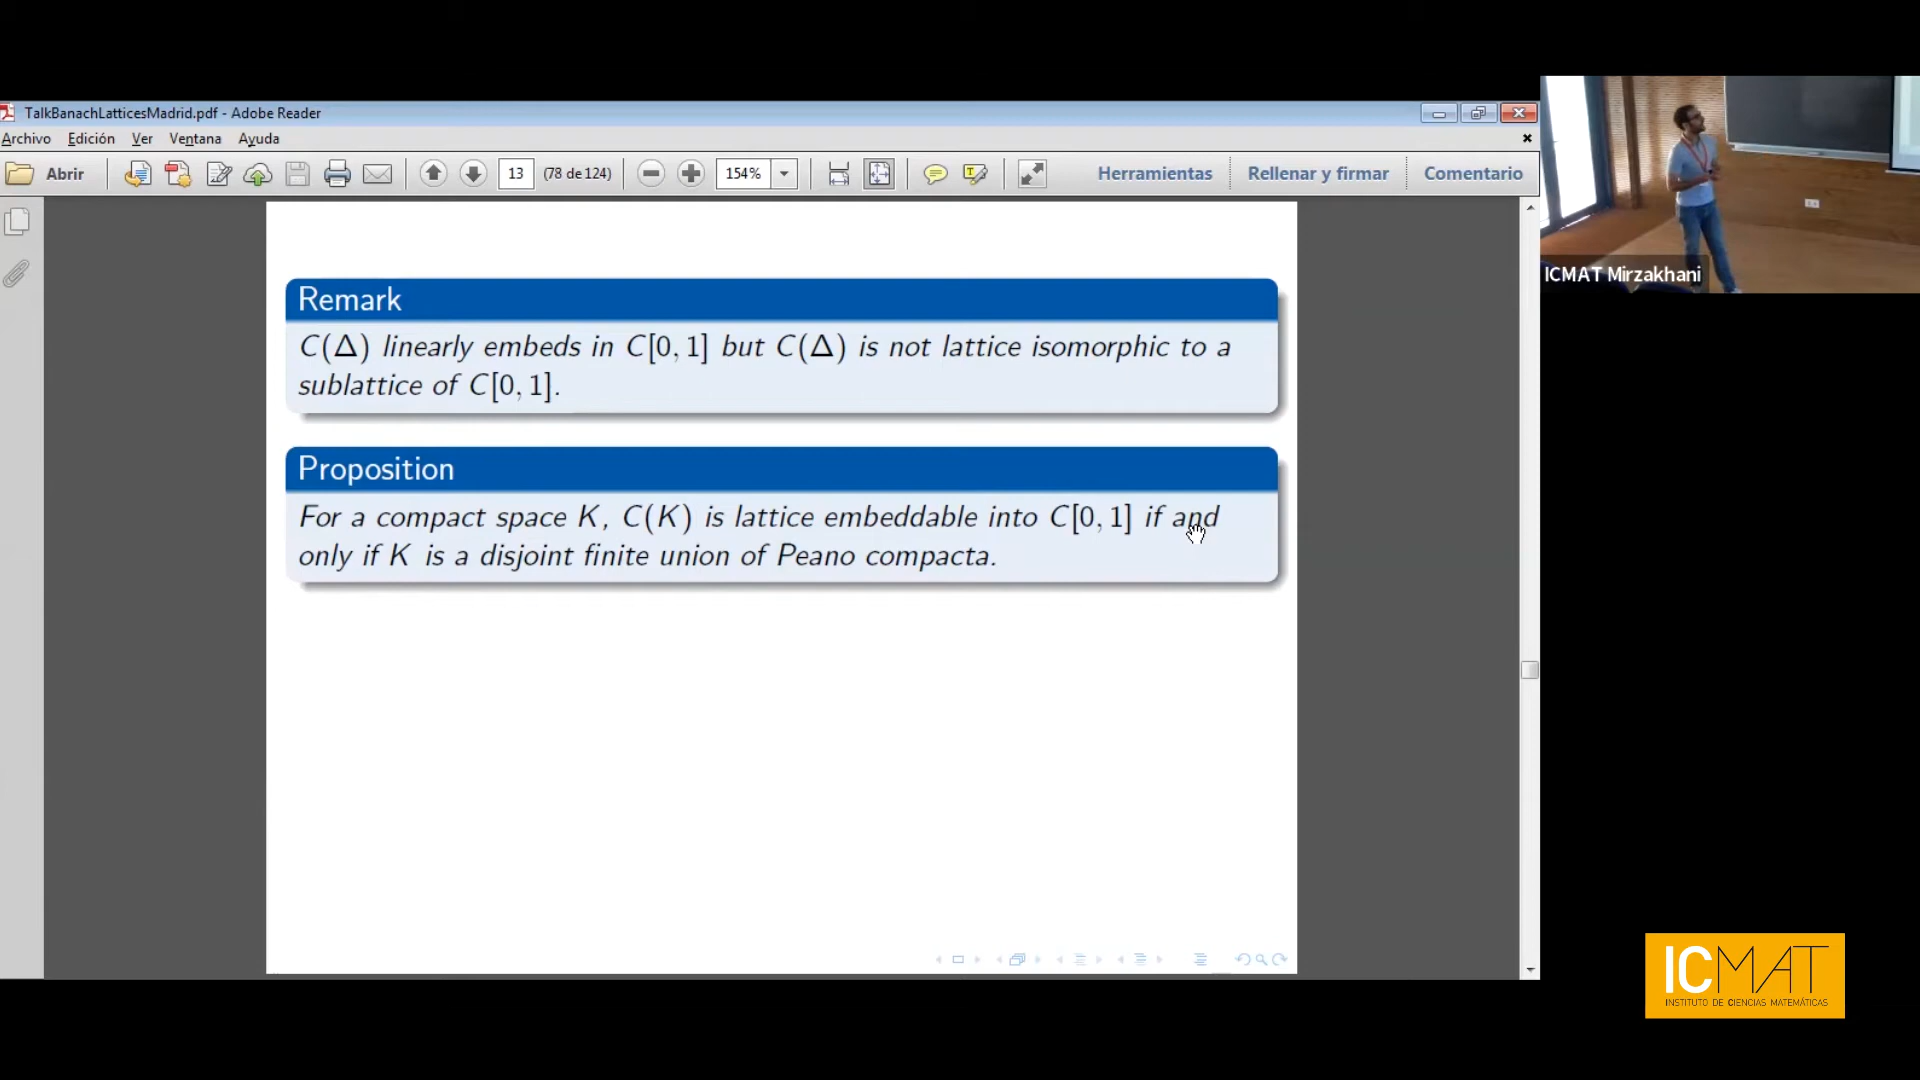 TalkBanachLatticesMadrid.pdf - Adobe Reader
Archivo Edición Ver Ventana Ayuda
Abrir 13 (78 de 124) 154% Herramientas Rellenar y firmar Comentario
ICMAT Mirzakhani
Remark
C(Δ) linearly embeds in C[0, 1] but C(Δ) is not lattice isomorphic to a
sublattice of C[0, 1].
Proposition
For a compact space K, C(K) is lattice embeddable into C[0, 1] if and
only if K is a disjoint finite union of Peano compacta.
ICMAT
INSTITUTO DE CIENCIAS MATEMÁTICAS